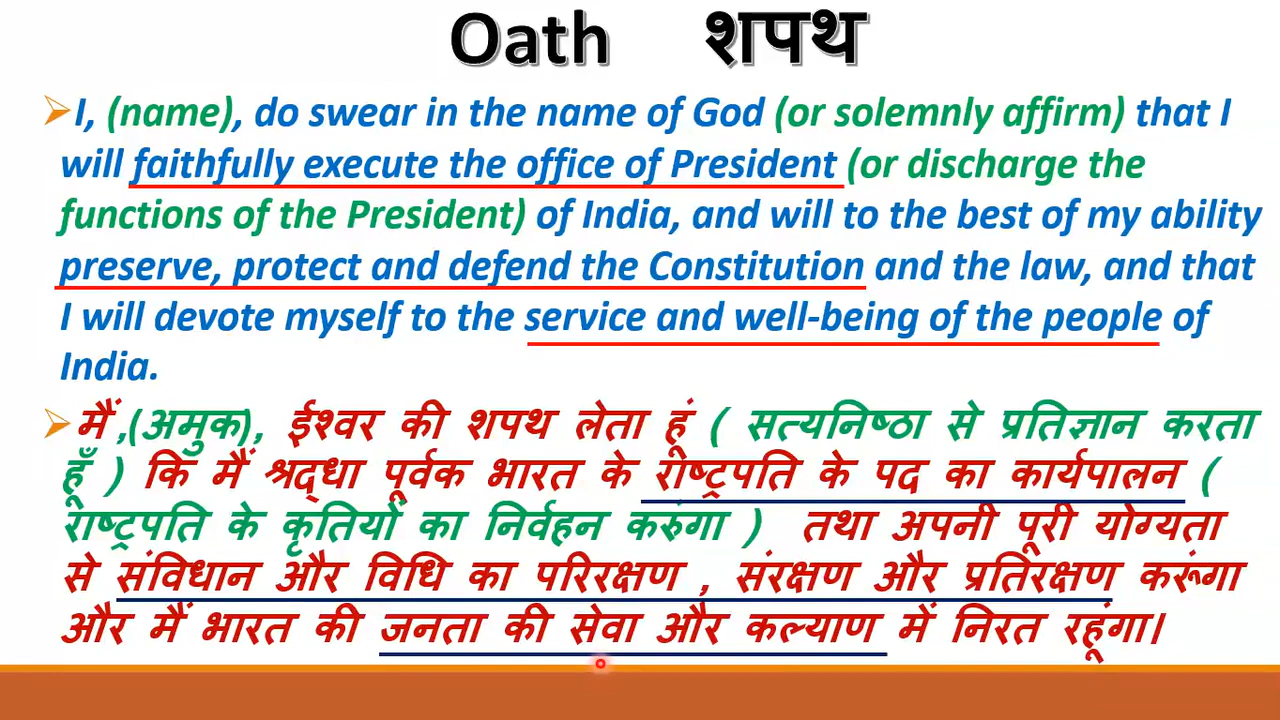 Oath शपथ
I, (name), do swear in the name of God (or solemnly affirm) that I
will faithfully execute the office of President (or discharge the
functions of the President) of India, and will to the best of my ability
preserve, protect and defend the Constitution and the law, and that
I will devote myself to the service and well-being of the people of
India.
मैं ,(अमुक), ईश्वर की शपथ लेता हूं ( सत्यनिष्ठा से प्रतिज्ञान करता
हूँ ) कि मैं श्रद्धा पूर्वक भारत के राष्ट्रपति के पद का कार्यपालन (
राष्ट्रपति के कृतियों का निर्वहन करुंगा ) तथा अपनी पूरी योग्यता
से संविधान और विधि का परिरक्षण , संरक्षण और प्रतिरक्षण करूंगा
और मैं भारत की जनता की सेवा और कल्याण में निरत रहूंगा।